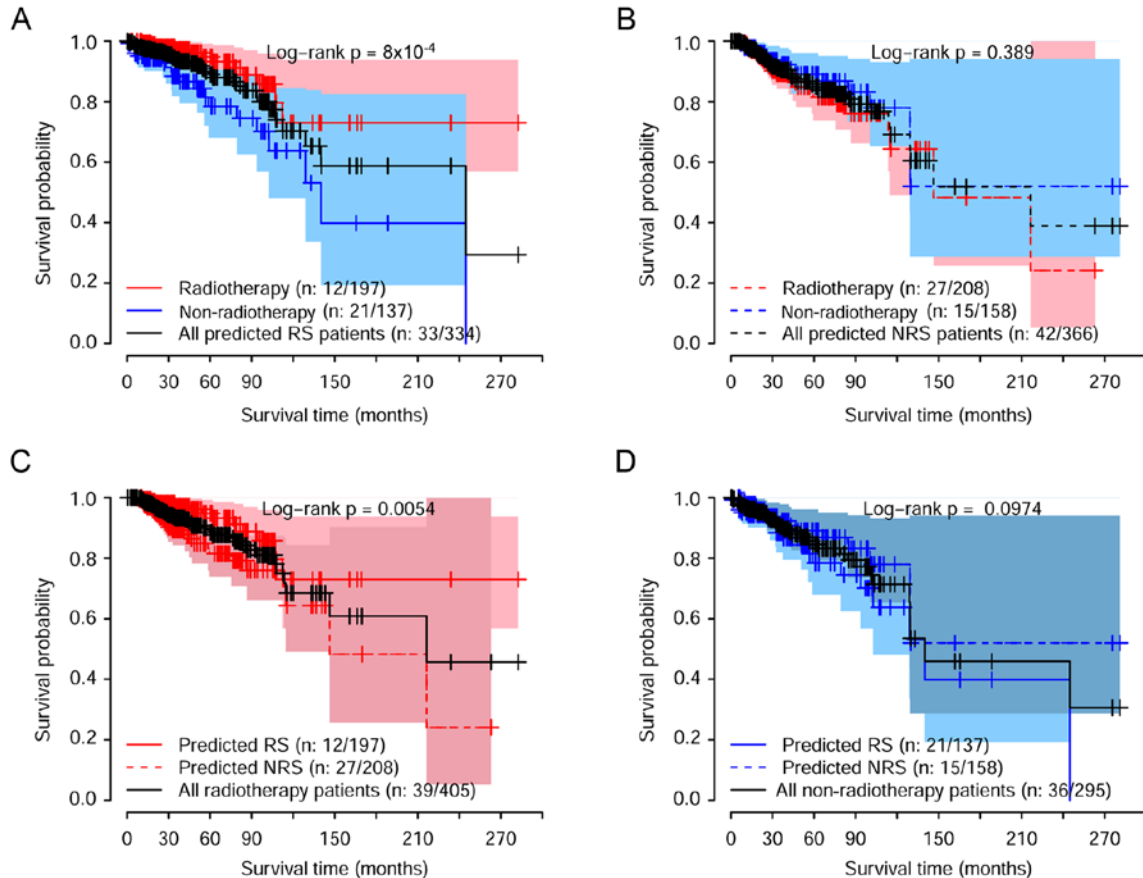 A
Log-rank p = 8x10-4
Survival probability
1.0
0.8
0.6
0.4
0.2
0.0
Radiotherapy (n: 12/197)
Non-radiotherapy (n: 21/137)
All predicted RS patients (n: 33/334)
0 30 60 90 150 210 270
Survival time (months)
B
Log-rank p = 0.389
Survival probability
1.0
0.8
0.6
0.4
0.2
0.0
Radiotherapy (n: 27/208)
Non-radiotherapy (n: 15/158)
All predicted NRS patients (n: 42/366)
0 30 60 90 150 210 270
Survival time (months)
C
Log-rank p = 0.0054
Survival probability
1.0
0.8
0.6
0.4
0.2
0.0
Predicted RS (n: 12/197)
Predicted NRS (n: 27/208)
All radiotherapy patients (n: 39/405)
0 30 60 90 150 210 270
Survival time (months)
D
Log-rank p = 0.0974
Survival probability
1.0
0.8
0.6
0.4
0.2
0.0
Predicted RS (n: 21/137)
Predicted NRS (n: 15/158)
All non-radiotherapy patients (n: 36/295)
0 30 60 90 150 210 270
Survival time (months)